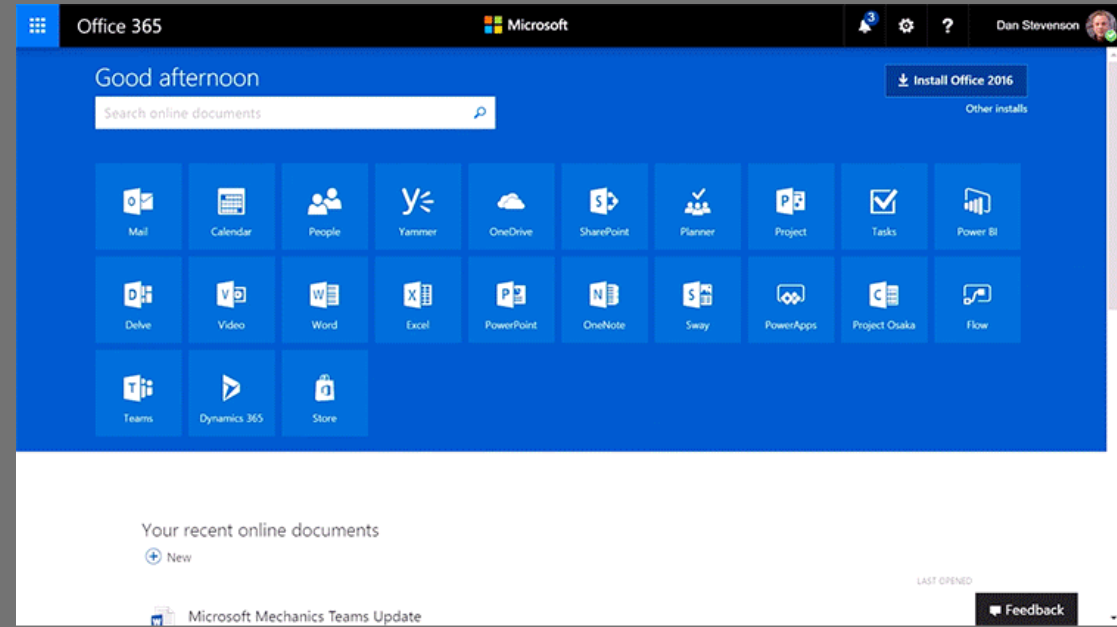 Office 365
Microsoft
3
?
Dan Stevenson
Good afternoon
Install Office 2016
Search online documents
Other installs
Mail Calendar People Yammer OneDrive SharePoint Planner Project Tasks Power BI
Delve Video Word Excel PowerPoint OneNote Sway PowerApps Project Osaka Flow
Teams Dynamics 365 Store
Your recent online documents
New
LAST OPENED
Microsoft Mechanics Teams Update
Feedback